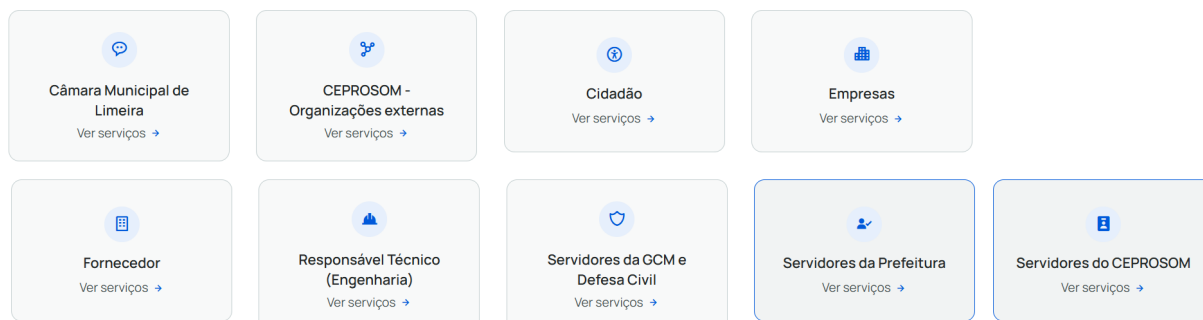 Câmara Municipal de
Limeira
Ver serviços →
CEPROSOM -
Organizações externas
Ver serviços →
Cidadão
Ver serviços →
Empresas
Ver serviços →
Fornecedor
Ver serviços →
Responsável Técnico
(Engenharia)
Ver serviços →
Servidores da GCM e
Defesa Civil
Ver serviços →
Servidores da Prefeitura
Ver serviços →
Servidores do CEPROSOM
Ver serviços →